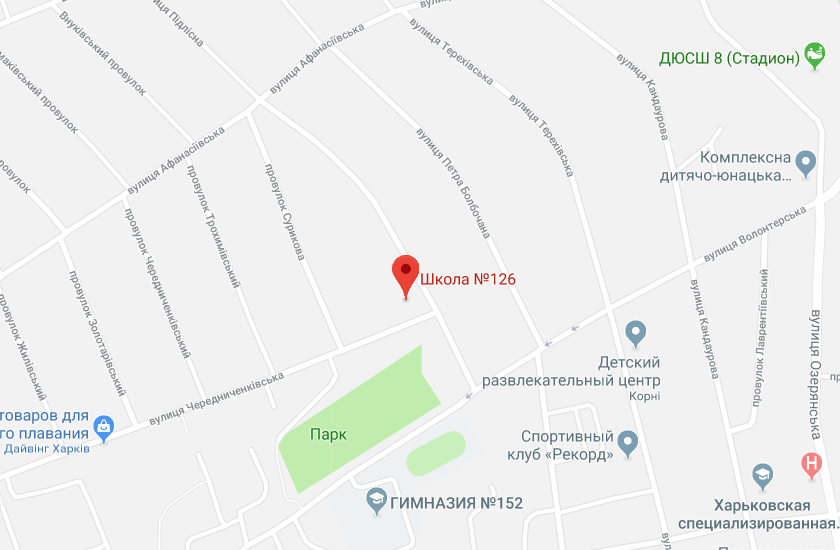 вулиця Підлісна
Внуківський провулок
вулиця Афанасіївська
вулиця Терехівська
вулиця Кандаурова
ДЮСШ 8 (Стадион)
вулиця Терехівська
вулиця Петра Болбочана
Комплексна
дитячо-юнацька...
вулиця Афанасіївська
провулок
провулок Сурикова
провулок Трохимівський
провулок Чередниченківський
вулиця Волонтерська
Школа №126
провулок Золотарівський
провулок Жилівський
вулиця Кандаурова
провулок Лаврентіївський
вулиця Озерянська
Детский
развлекательный центр
Корні
вулиця Чередниченківська
товаров для
го плавания
Дайвінг Харків
Парк
Спортивный
клуб «Рекорд»
ГИМНАЗИЯ №152
Харьковская
специализированная...